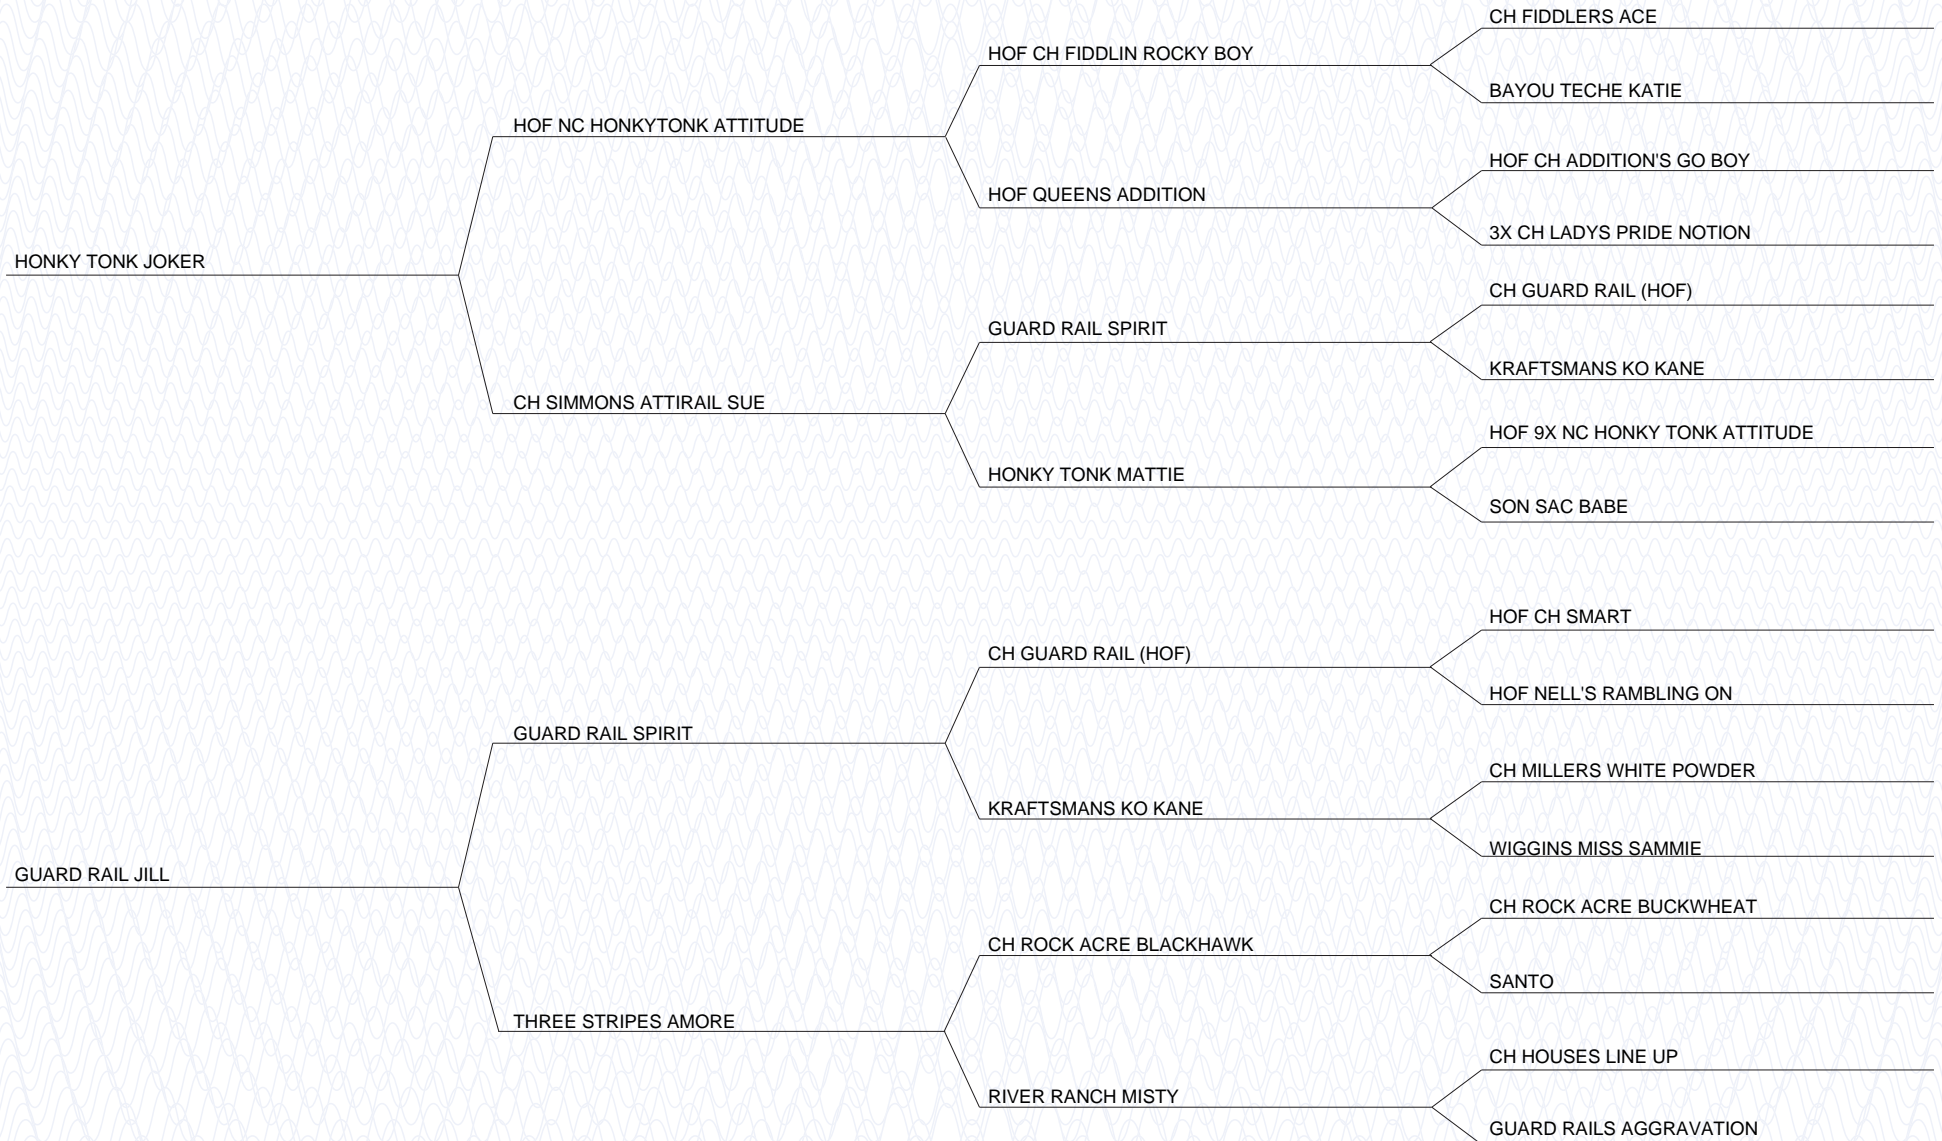 CH FIDDLERS ACE
HOF CH FIDDLIN ROCKY BOY
BAYOU TECHE KATIE
HOF NC HONKYTONK ATTITUDE
HOF CH ADDITION'S GO BOY
HOF QUEENS ADDITION
3X CH LADYS PRIDE NOTION
HONKY TONK JOKER
CH GUARD RAIL (HOF)
GUARD RAIL SPIRIT
KRAFTSMANS KO KANE
CH SIMMONS ATTIRAIL SUE
HOF 9X NC HONKY TONK ATTITUDE
HONKY TONK MATTIE
SON SAC BABE
HOF CH SMART
CH GUARD RAIL (HOF)
HOF NELL'S RAMBLING ON
GUARD RAIL SPIRIT
CH MILLERS WHITE POWDER
KRAFTSMANS KO KANE
WIGGINS MISS SAMMIE
GUARD RAIL JILL
CH ROCK ACRE BUCKWHEAT
CH ROCK ACRE BLACKHAWK
SANTO
THREE STRIPES AMORE
CH HOUSES LINE UP
RIVER RANCH MISTY
GUARD RAILS AGGRAVATION